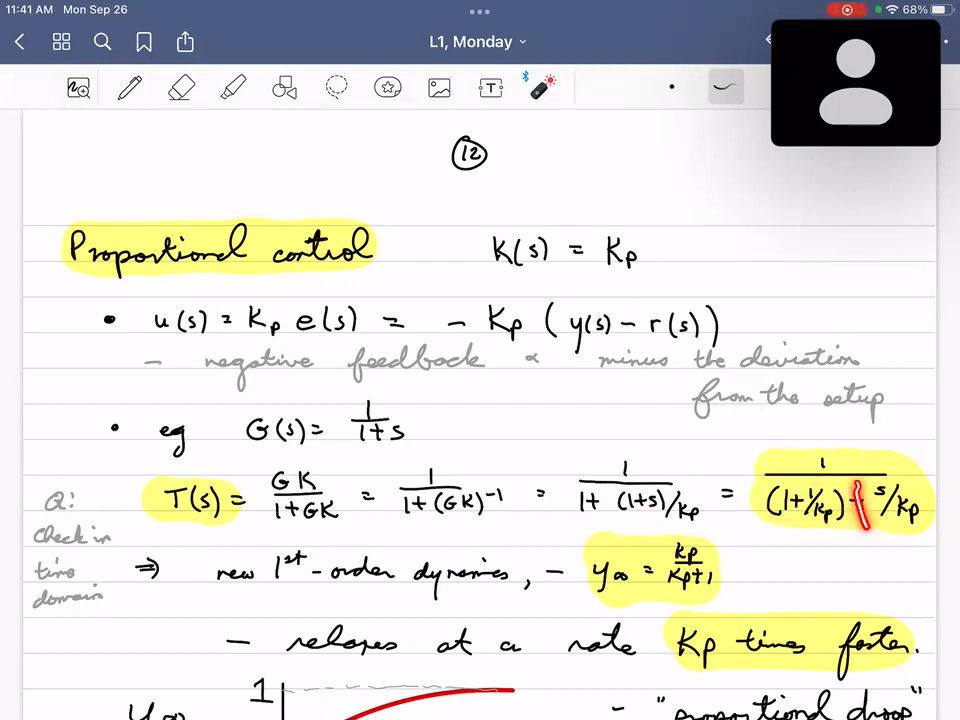 11:41 AM Mon Sep 26
68%
L1, Monday
12
Proportional control K(s) = Kp
• u(s) = Kp e(s) = - Kp ( y(s) - r(s) )
- negative feedback ∝ minus the deviation
from the setup
• eg G(s) = 1/(1+s)
Q: T(s) = GK/(1+GK) = 1/(1+(GK)^-1) = 1/(1+(1+s)/Kp) = 1/((1+1/Kp) + s/Kp)
check in
time
domain
⇒ new 1st-order dynamics, - y∞ = Kp/(Kp+1)
- relaxes at a rate Kp times faster.
y∞ 1 - "proportional droop"